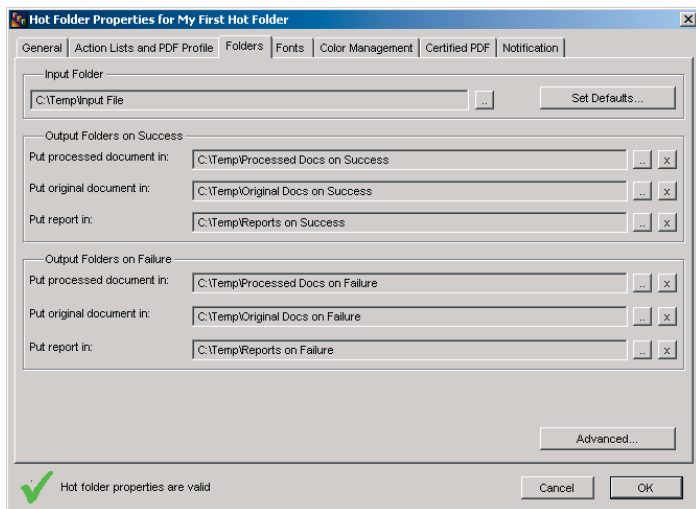 Hot Folder Properties for My First Hot Folder
General Action Lists and PDF Profile Folders Fonts Color Management Certified PDF Notification
Input Folder
C:\Temp\Input File .. Set Defaults...
Output Folders on Success
Put processed document in: C:\Temp\Processed Docs on Success .. x
Put original document in: C:\Temp\Original Docs on Success .. x
Put report in: C:\Temp\Reports on Success .. x
Output Folders on Failure
Put processed document in: C:\Temp\Processed Docs on Failure .. x
Put original document in: C:\Temp\Original Docs on Failure .. x
Put report in: C:\Temp\Reports on Failure .. x
Advanced...
Hot folder properties are valid Cancel OK